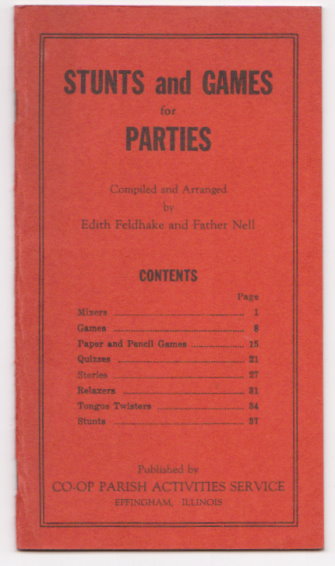 STUNTS and GAMES
for
PARTIES
Compiled and Arranged
by
Edith Feldhake and Father Nell
CONTENTS
Page
Mixers 1
Games 8
Paper and Pencil Games 15
Quizzes 21
Stories 27
Relaxers 31
Tongue Twisters 34
Stunts 37
Published by
CO-OP PARISH ACTIVITIES SERVICE
EFFINGHAM, ILLINOIS